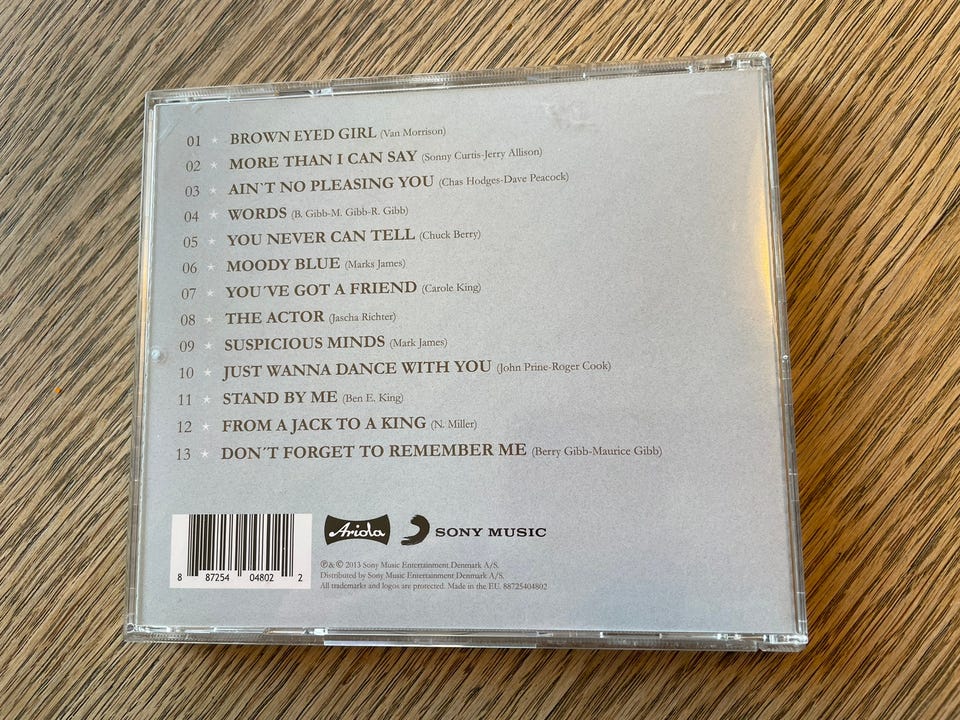 01 ★ BROWN EYED GIRL (Van Morrison)
02 ★ MORE THAN I CAN SAY (Sonny Curtis-Jerry Allison)
03 ★ AIN`T NO PLEASING YOU (Chas Hodges-Dave Peacock)
04 ★ WORDS (B. Gibb-M. Gibb-R. Gibb)
05 ★ YOU NEVER CAN TELL (Chuck Berry)
06 ★ MOODY BLUE (Marks James)
07 ★ YOU´VE GOT A FRIEND (Carole King)
08 ★ THE ACTOR (Jascha Richter)
09 ★ SUSPICIOUS MINDS (Mark James)
10 ★ JUST WANNA DANCE WITH YOU (John Prine-Roger Cook)
11 ★ STAND BY ME (Ben E. King)
12 ★ FROM A JACK TO A KING (N. Miller)
13 ★ DON´T FORGET TO REMEMBER ME (Berry Gibb-Maurice Gibb)
8 87254 04802 2
Ariola SONY MUSIC
℗& © 2013 Sony Music Entertainment Denmark A/S.
Distributed by Sony Music Entertainment Denmark A/S.
All trademarks and logos are protected. Made in the EU. 88725404802